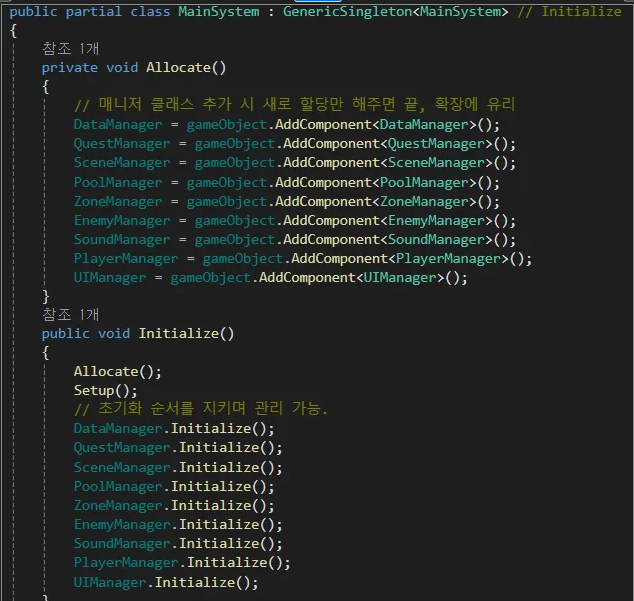 public partial class MainSystem : GenericSingleton<MainSystem> // Initialize
{
참조 1개
private void Allocate()
{
// 매니저 클래스 추가 시 새로 할당만 해주면 끝, 확장에 유리
DataManager = gameObject.AddComponent<DataManager>();
QuestManager = gameObject.AddComponent<QuestManager>();
SceneManager = gameObject.AddComponent<SceneManager>();
PoolManager = gameObject.AddComponent<PoolManager>();
ZoneManager = gameObject.AddComponent<ZoneManager>();
EnemyManager = gameObject.AddComponent<EnemyManager>();
SoundManager = gameObject.AddComponent<SoundManager>();
PlayerManager = gameObject.AddComponent<PlayerManager>();
UIManager = gameObject.AddComponent<UIManager>();
}
참조 1개
public void Initialize()
{
Allocate();
Setup();
// 초기화 순서를 지키며 관리 가능.
DataManager.Initialize();
QuestManager.Initialize();
SceneManager.Initialize();
PoolManager.Initialize();
ZoneManager.Initialize();
EnemyManager.Initialize();
SoundManager.Initialize();
PlayerManager.Initialize();
UIManager.Initialize();
}